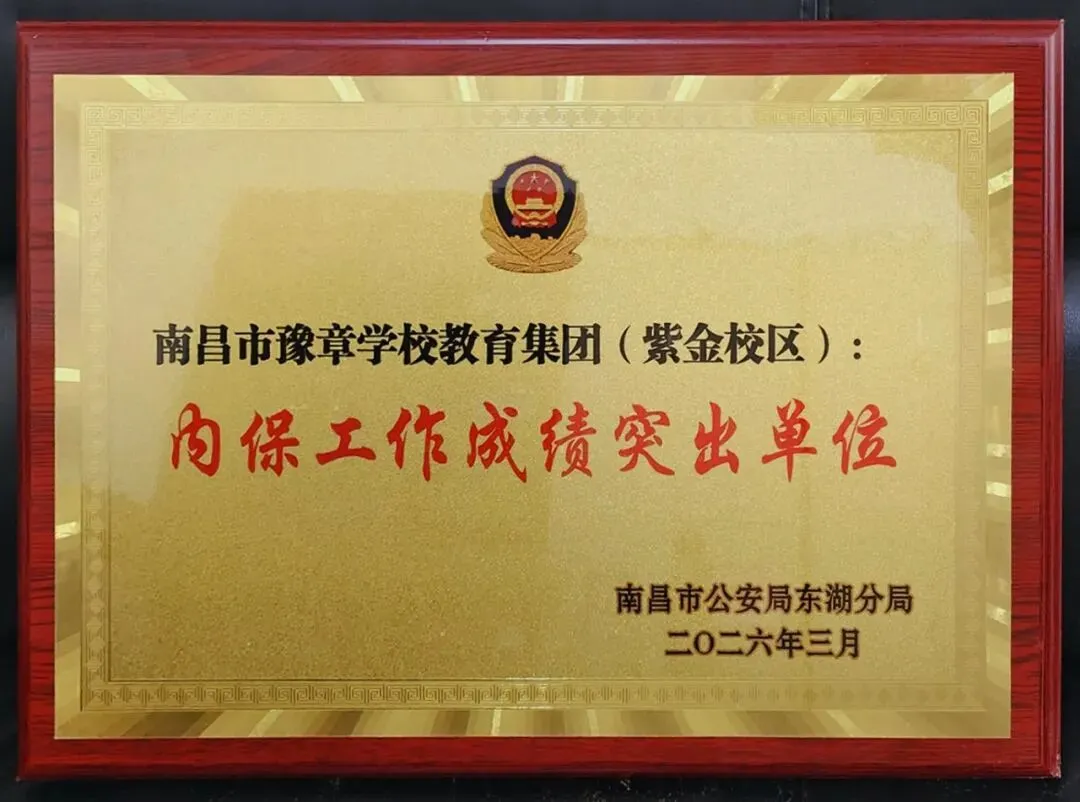 南昌市豫章学校教育集团（紫金校区）：
内保工作成绩突出单位
南昌市公安局东湖分局
二〇二六年三月